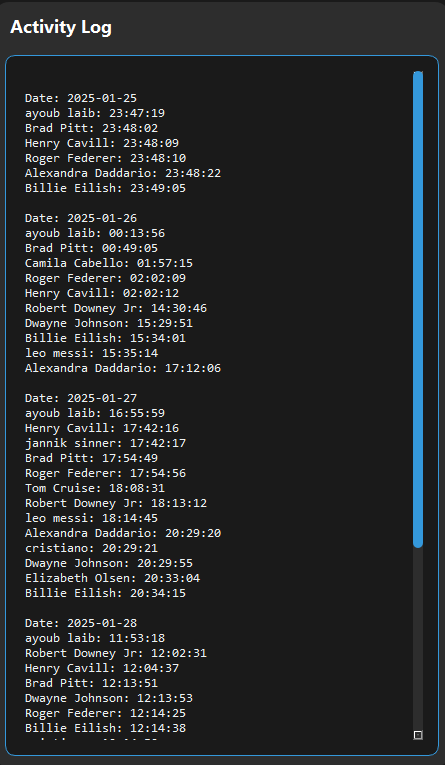 Activity Log
Date: 2025-01-25
ayoub laib: 23:47:19
Brad Pitt: 23:48:02
Henry Cavill: 23:48:09
Roger Federer: 23:48:10
Alexandra Daddario: 23:48:22
Billie Eilish: 23:49:05
Date: 2025-01-26
ayoub laib: 00:13:56
Brad Pitt: 00:49:05
Camila Cabello: 01:57:15
Roger Federer: 02:02:09
Henry Cavill: 02:02:12
Robert Downey Jr: 14:30:46
Dwayne Johnson: 15:29:51
Billie Eilish: 15:34:01
leo messi: 15:35:14
Alexandra Daddario: 17:12:06
Date: 2025-01-27
ayoub laib: 16:55:59
Henry Cavill: 17:42:16
jannik sinner: 17:42:17
Brad Pitt: 17:54:49
Roger Federer: 17:54:56
Tom Cruise: 18:08:31
Robert Downey Jr: 18:13:12
leo messi: 18:14:45
Alexandra Daddario: 20:29:20
cristiano: 20:29:21
Dwayne Johnson: 20:29:55
Elizabeth Olsen: 20:33:04
Billie Eilish: 20:34:15
Date: 2025-01-28
ayoub laib: 11:53:18
Robert Downey Jr: 12:02:31
Henry Cavill: 12:04:37
Brad Pitt: 12:13:51
Dwayne Johnson: 12:13:53
Roger Federer: 12:14:25
Billie Eilish: 12:14:38